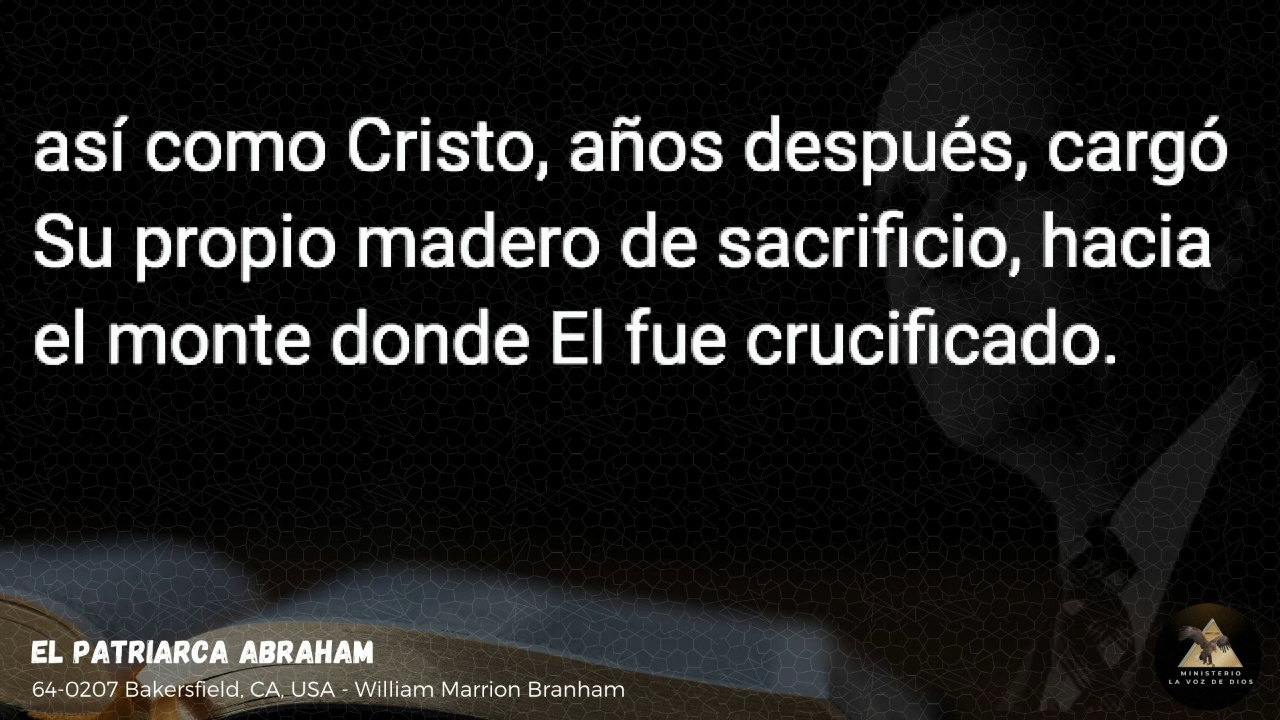 así como Cristo, años después, cargó
Su propio madero de sacrificio, hacia
el monte donde El fue crucificado.
EL PATRIARCA ABRAHAM
64-0207 Bakersfield, CA, USA - William Marrion Branham
MINISTERIO
LA VOZ DE DIOS